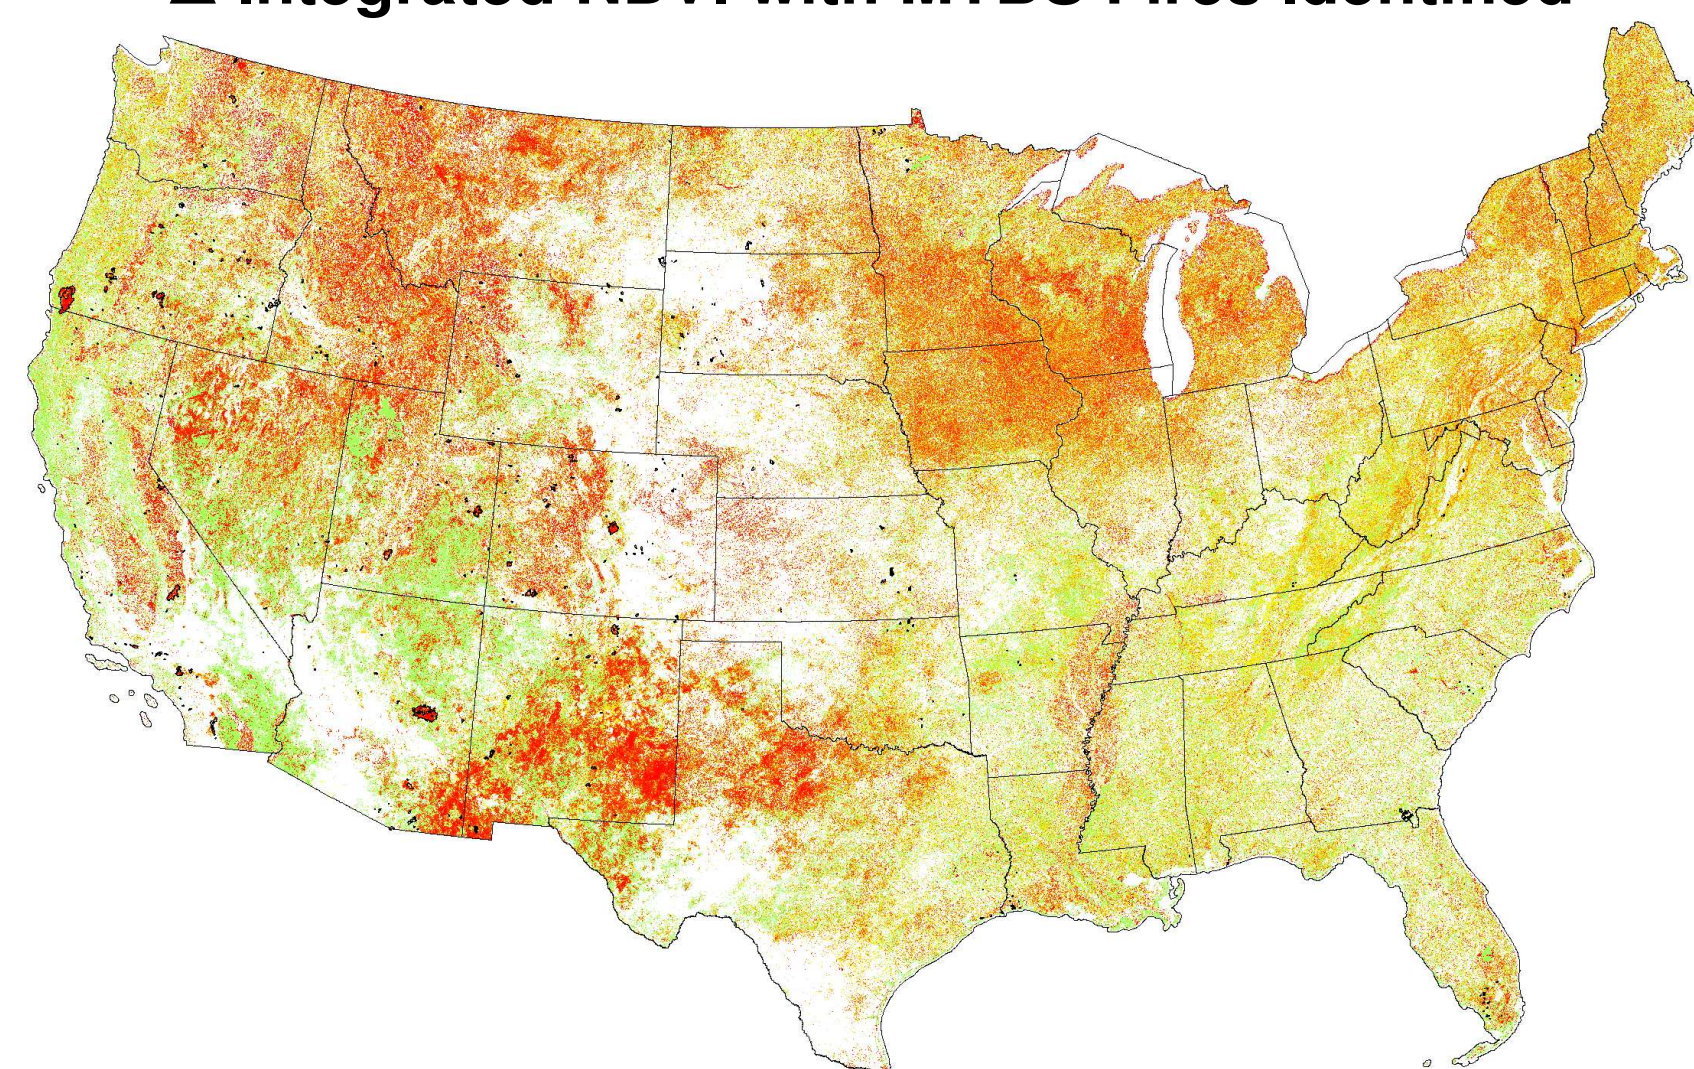 Δ Integrated NDVI with MTBS Fires Identified